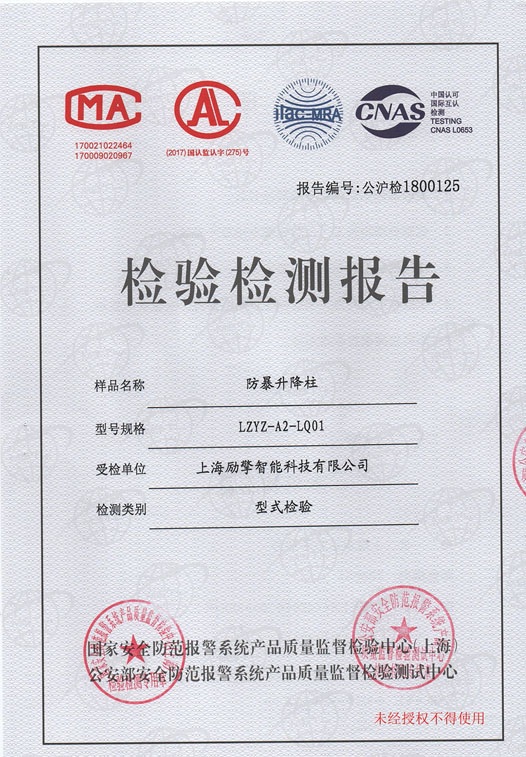 MA
170021022464
170009020967
AL
(2017)国认监认字(275)号
ilac-MRA
CNAS
中国认可
国际互认
检测
TESTING
CNAS L0653
报告编号:公沪检1800125
检验检测报告
样品名称 防暴升降柱
型号规格 LZYZ-A2-LQ01
受检单位 上海励擎智能科技有限公司
检测类别 型式检验
国家安全防范报警系统产品质量监督检验中心(上海)
公安部安全防范报警系统产品质量监督检验测试中心
检验检测专用章
未经授权不得使用